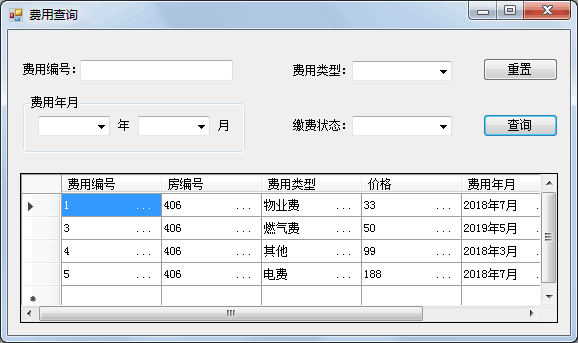 费用查询
费用编号: 费用类型: 重置
费用年月
年 月 缴费状态: 查询
费用编号 房编号 费用类型 价格 费用年月
1 ... 406 ... 物业费 ... 33 ... 2018年7月 .
3 ... 406 ... 燃气费 ... 50 ... 2019年5月 .
4 ... 406 ... 其他 ... 99 ... 2018年3月 .
5 ... 406 ... 电费 ... 188 ... 2018年7月 .